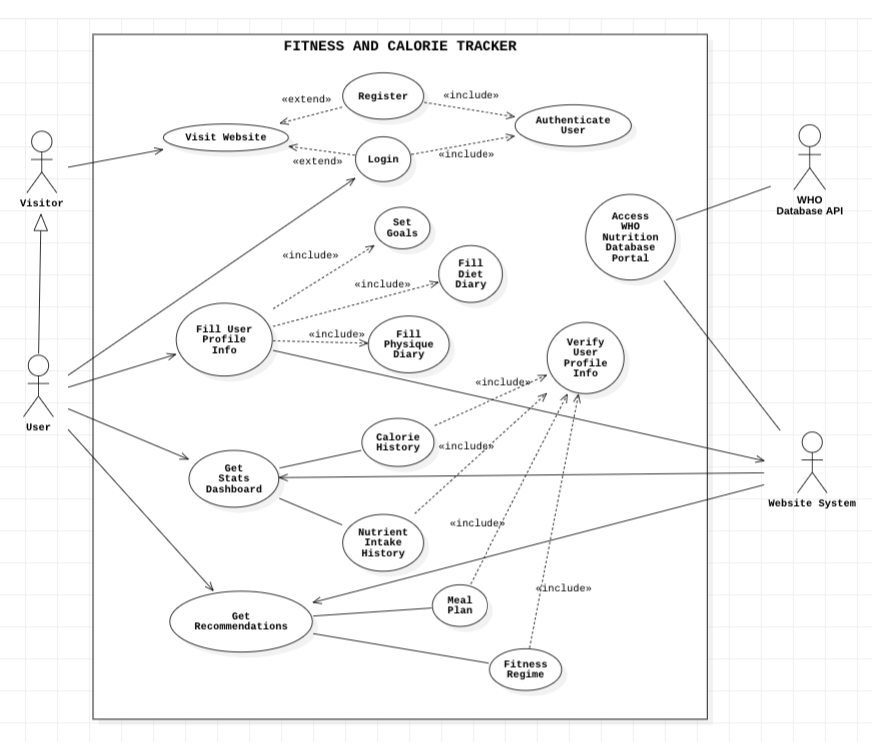 FITNESS AND CALORIE TRACKER
«extend»
Register
«include»
Visit Website
Authenticate
User
«extend»
Login
«include»
Visitor
WHO
Database API
Set
Goals
Access
WHO
Nutrition
Database
Portal
«include»
Fill
Diet
Diary
«include»
Fill User
Profile
Info
«include»
Fill
Physique
Diary
Verify
User
Profile
Info
User
«include»
Calorie
History
«include»
Get
Stats
Dashboard
Website System
Nutrient
Intake
History
«include»
«include»
Meal
Plan
Get
Recommendations
Fitness
Regime